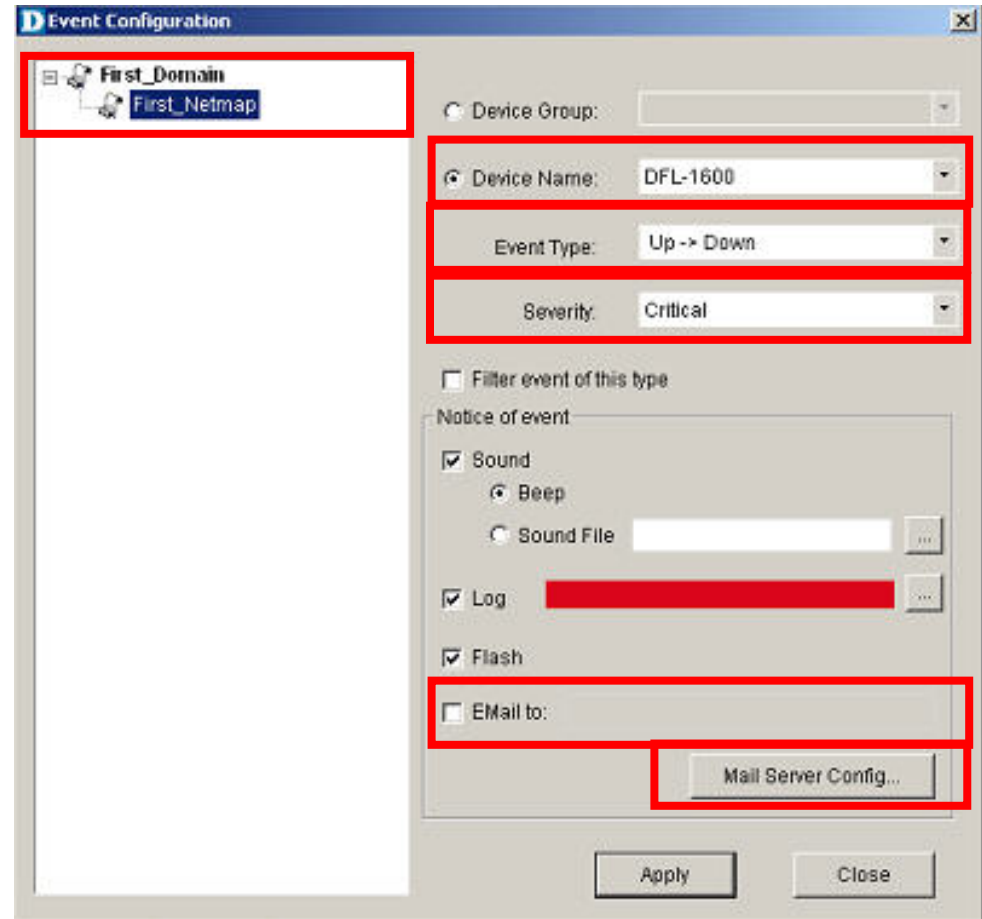 D Event Configuration
First_Domain
First_Netmap
Device Group:
Device Name: DFL-1600
Event Type: Up -> Down
Severity: Critical
Filter event of this type
Notice of event
Sound
Beep
Sound File ...
Log ...
Flash
EMail to:
Mail Server Config...
Apply Close